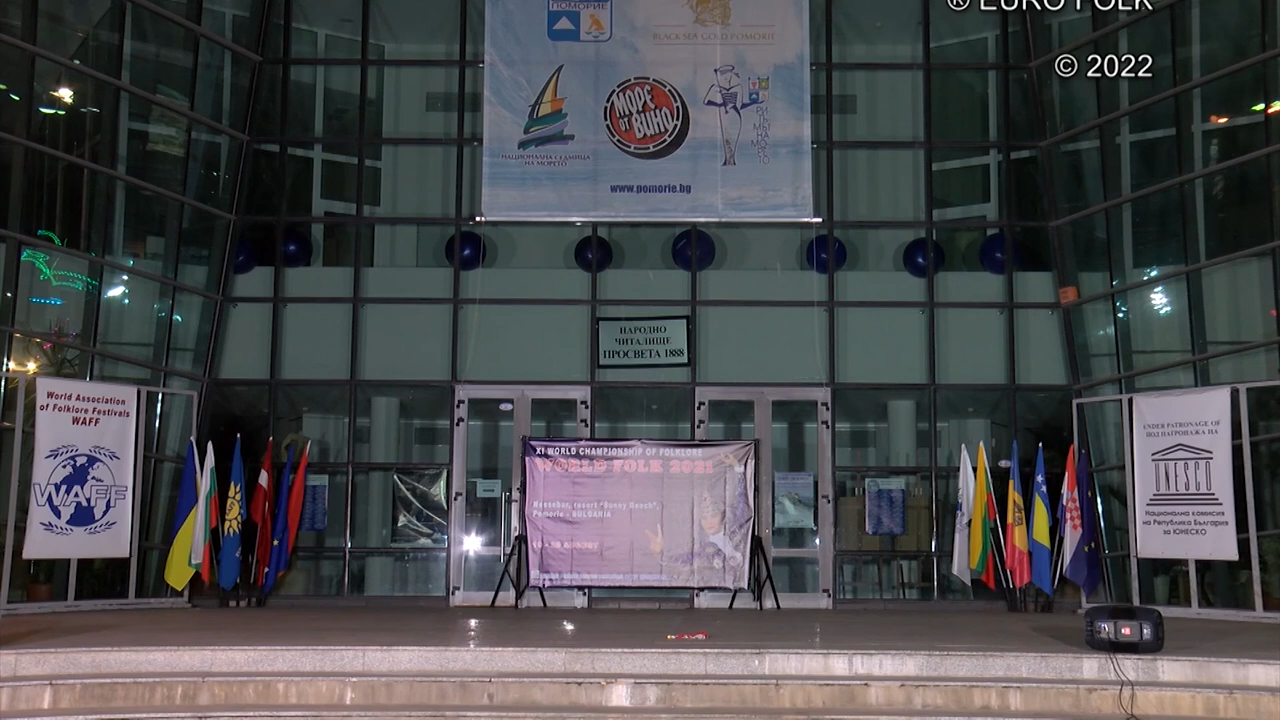 ® EURO FOLK
© 2022
ПОМОРИЕ
BLACK SEA GOLD POMORIE
МОРЕ
ОТ
ВИНО
НАЦИОНАЛНА СЕДМИЦА
НА МОРЕТО
www.pomorie.bg
НАРОДНО
ЧИТАЛИЩЕ
ПРОСВЕТА 1888
World Association
of Folklore Festivals
WAFF
WAFF
XI WORLD CHAMPIONSHIP OF FOLKLORE
WORLD FOLK 2021
Nessebar, resort "Sunny Beach",
Pomorie - BULGARIA
UNDER PATRONAGE OF
ПОД ПАТРОНАЖА НА
UNESCO
Национална комисия
на Република България
за ЮНЕСКО